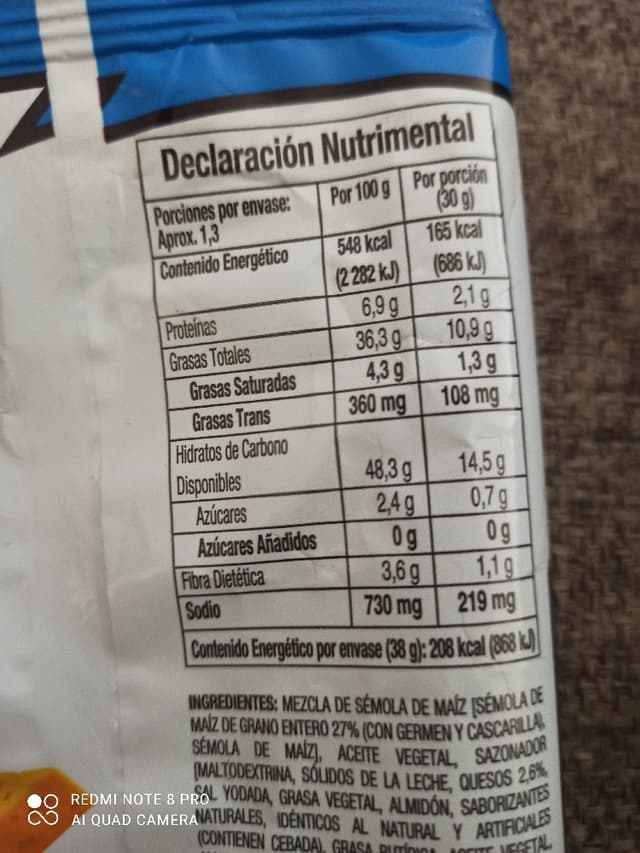 Declaración Nutrimental
Porciones por envase: Aprox. 1,3 Por 100 g Por porción (30 g)
Contenido Energético 548 kcal (2 282 kJ) 165 kcal (686 kJ)
Proteínas 6,9 g 2,1 g
Grasas Totales 36,3 g 10,9 g
Grasas Saturadas 4,3 g 1,3 g
Grasas Trans 360 mg 108 mg
Hidratos de Carbono Disponibles 48,3 g 14,5 g
Azúcares 2,4 g 0,7 g
Azúcares Añadidos 0 g 0 g
Fibra Dietética 3,6 g 1,1 g
Sodio 730 mg 219 mg
Contenido Energético por envase (38 g): 208 kcal (868 kJ)
INGREDIENTES: MEZCLA DE SÉMOLA DE MAÍZ [SÉMOLA DE
MAÍZ DE GRANO ENTERO 27% (CON GERMEN Y CASCARILLA),
SÉMOLA DE MAÍZ], ACEITE VEGETAL, SAZONADOR
[MALTODEXTRINA, SÓLIDOS DE LA LECHE, QUESOS 2,6%,
SAL YODADA, GRASA VEGETAL, ALMIDÓN, SABORIZANTES
NATURALES, IDÉNTICOS AL NATURAL Y ARTIFICIALES
(CONTIENEN CEBADA), GRASA BUTÍRICA, ACEITE VEGETAL,
REDMI NOTE 8 PRO
AI QUAD CAMERA